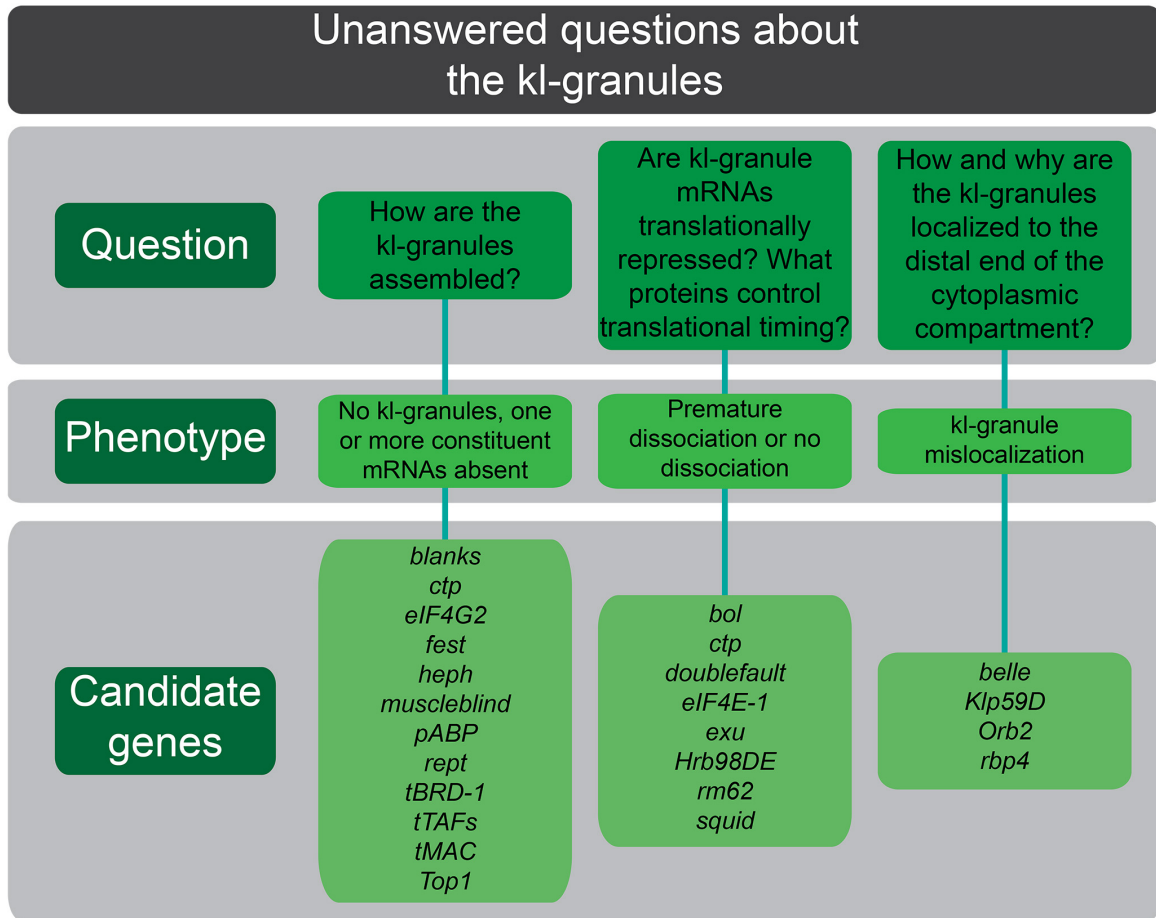 Unanswered questions about
the kl-granules
Question
How are the
kl-granules
assembled?
Are kl-granule
mRNAs
translationally
repressed? What
proteins control
translational timing?
How and why are
the kl-granules
localized to the
distal end of the
cytoplasmic
compartment?
Phenotype
No kl-granules, one
or more constituent
mRNAs absent
Premature
dissociation or no
dissociation
kl-granule
mislocalization
Candidate
genes
blanks
ctp
eIF4G2
fest
heph
muscleblind
pABP
rept
tBRD-1
tTAFs
tMAC
Top1
bol
ctp
doublefault
eIF4E-1
exu
Hrb98DE
rm62
squid
belle
Klp59D
Orb2
rbp4